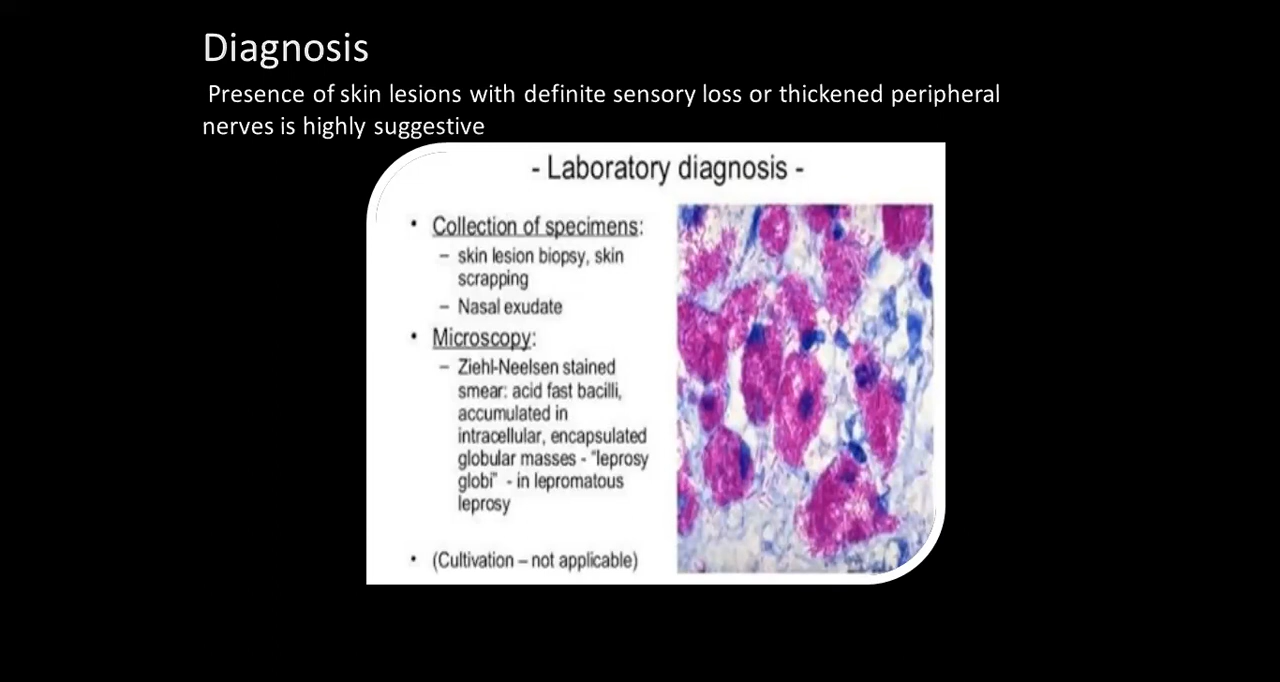 Diagnosis
Presence of skin lesions with definite sensory loss or thickened peripheral
nerves is highly suggestive
- Laboratory diagnosis -
• Collection of specimens:
– skin lesion biopsy, skin
scrapping
– Nasal exudate
• Microscopy:
– Ziehl-Neelsen stained
smear: acid fast bacilli,
accumulated in
intracellular, encapsulated
globular masses - "leprosy
globi" - in lepromatous
leprosy
• (Cultivation – not applicable)